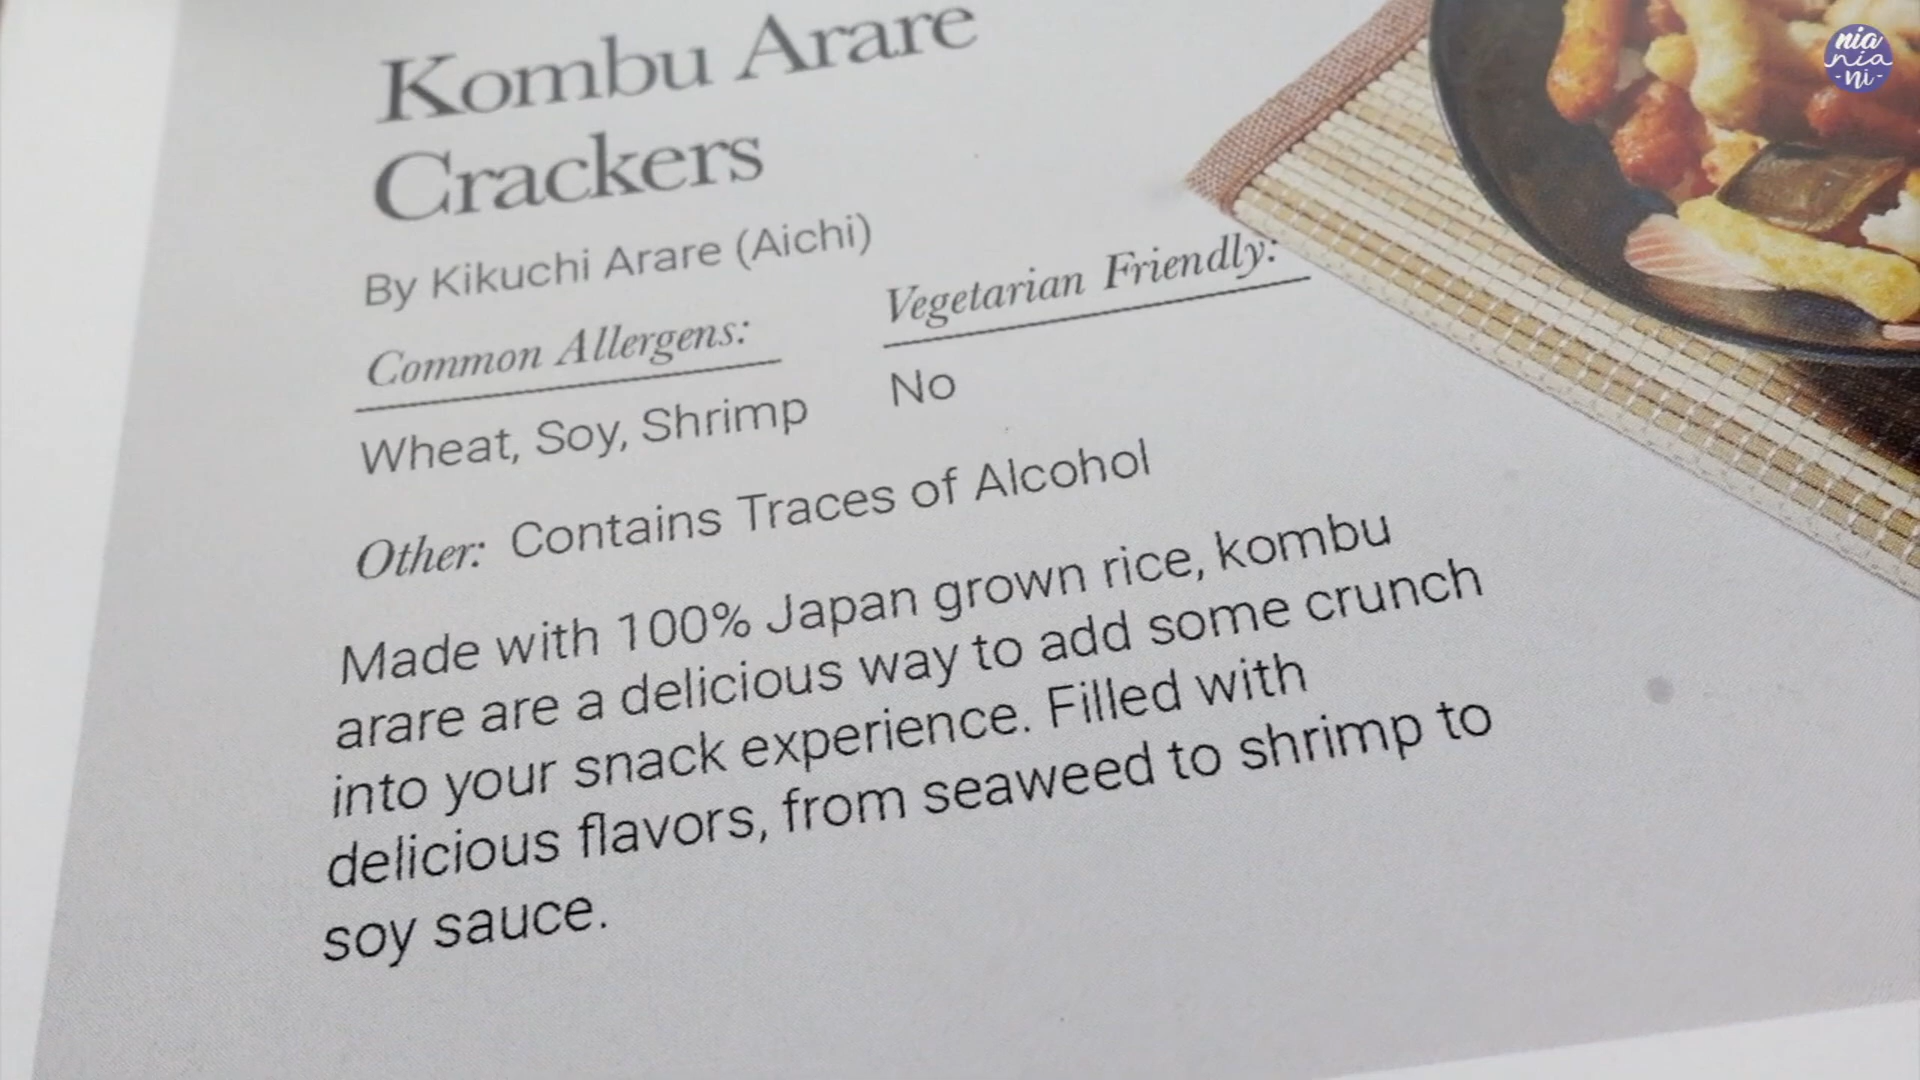 Kombu Arare
Crackers
By Kikuchi Arare (Aichi)
Common Allergens:
Wheat, Soy, Shrimp
Vegetarian Friendly:
No
Other: Contains Traces of Alcohol
Made with 100% Japan grown rice, kombu
arare are a delicious way to add some crunch
into your snack experience. Filled with
delicious flavors, from seaweed to shrimp to
soy sauce.
nia
nia
-ni-